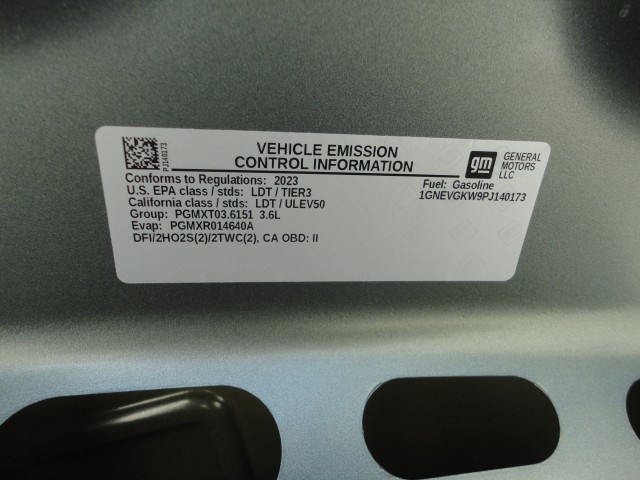 PJ140173
VEHICLE EMISSION
CONTROL INFORMATION
gm
GENERAL
MOTORS
LLC
Conforms to Regulations: 2023
U.S. EPA class / stds: LDT / TIER3
California class / stds: LDT / ULEV50
Group: PGMXT03.6151 3.6L
Evap: PGMXR014640A
DFI/2HO2S(2)/2TWC(2), CA OBD: II
Fuel: Gasoline
1GNEVGKW9PJ140173